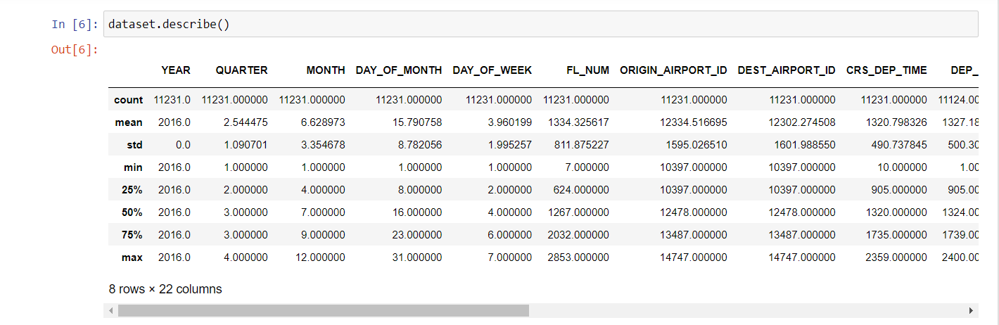 In [6]: dataset.describe()
Out[6]:
YEAR QUARTER MONTH DAY_OF_MONTH DAY_OF_WEEK FL_NUM ORIGIN_AIRPORT_ID DEST_AIRPORT_ID CRS_DEP_TIME DEP_
count 11231.0 11231.000000 11231.000000 11231.000000 11231.000000 11231.000000 11231.000000 11231.000000 11231.000000 11124.00
mean 2016.0 2.544475 6.628973 15.790758 3.960199 1334.325617 12334.516695 12302.274508 1320.798326 1327.18
std 0.0 1.090701 3.354678 8.782056 1.995257 811.875227 1595.026510 1601.988550 490.737845 500.30
min 2016.0 1.000000 1.000000 1.000000 1.000000 7.000000 10397.000000 10397.000000 10.000000 1.00
25% 2016.0 2.000000 4.000000 8.000000 2.000000 624.000000 10397.000000 10397.000000 905.000000 905.00
50% 2016.0 3.000000 7.000000 16.000000 4.000000 1267.000000 12478.000000 12478.000000 1320.000000 1324.00
75% 2016.0 3.000000 9.000000 23.000000 6.000000 2032.000000 13487.000000 13487.000000 1735.000000 1739.00
max 2016.0 4.000000 12.000000 31.000000 7.000000 2853.000000 14747.000000 14747.000000 2359.000000 2400.00
8 rows × 22 columns